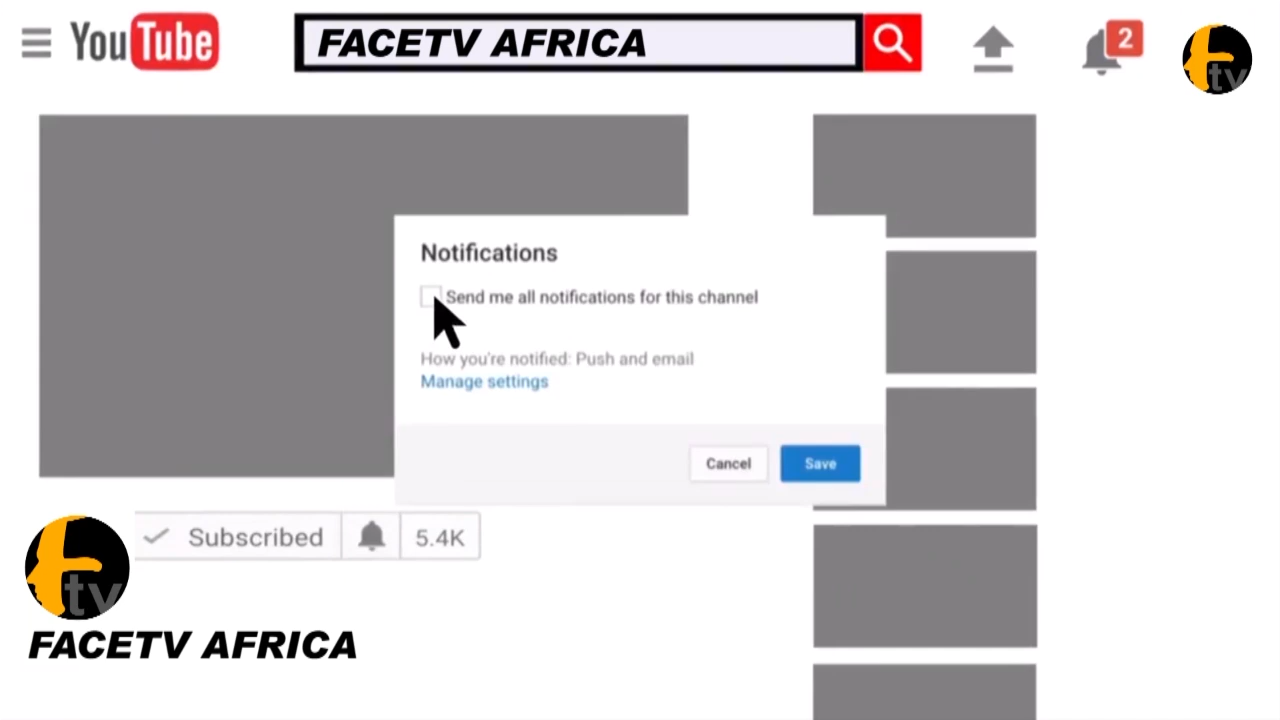 YouTube
FACETV AFRICA
2
tv
Notifications
Send me all notifications for this channel
How you're notified: Push and email
Manage settings
Cancel
Save
Subscribed
5.4K
tv
FACETV AFRICA